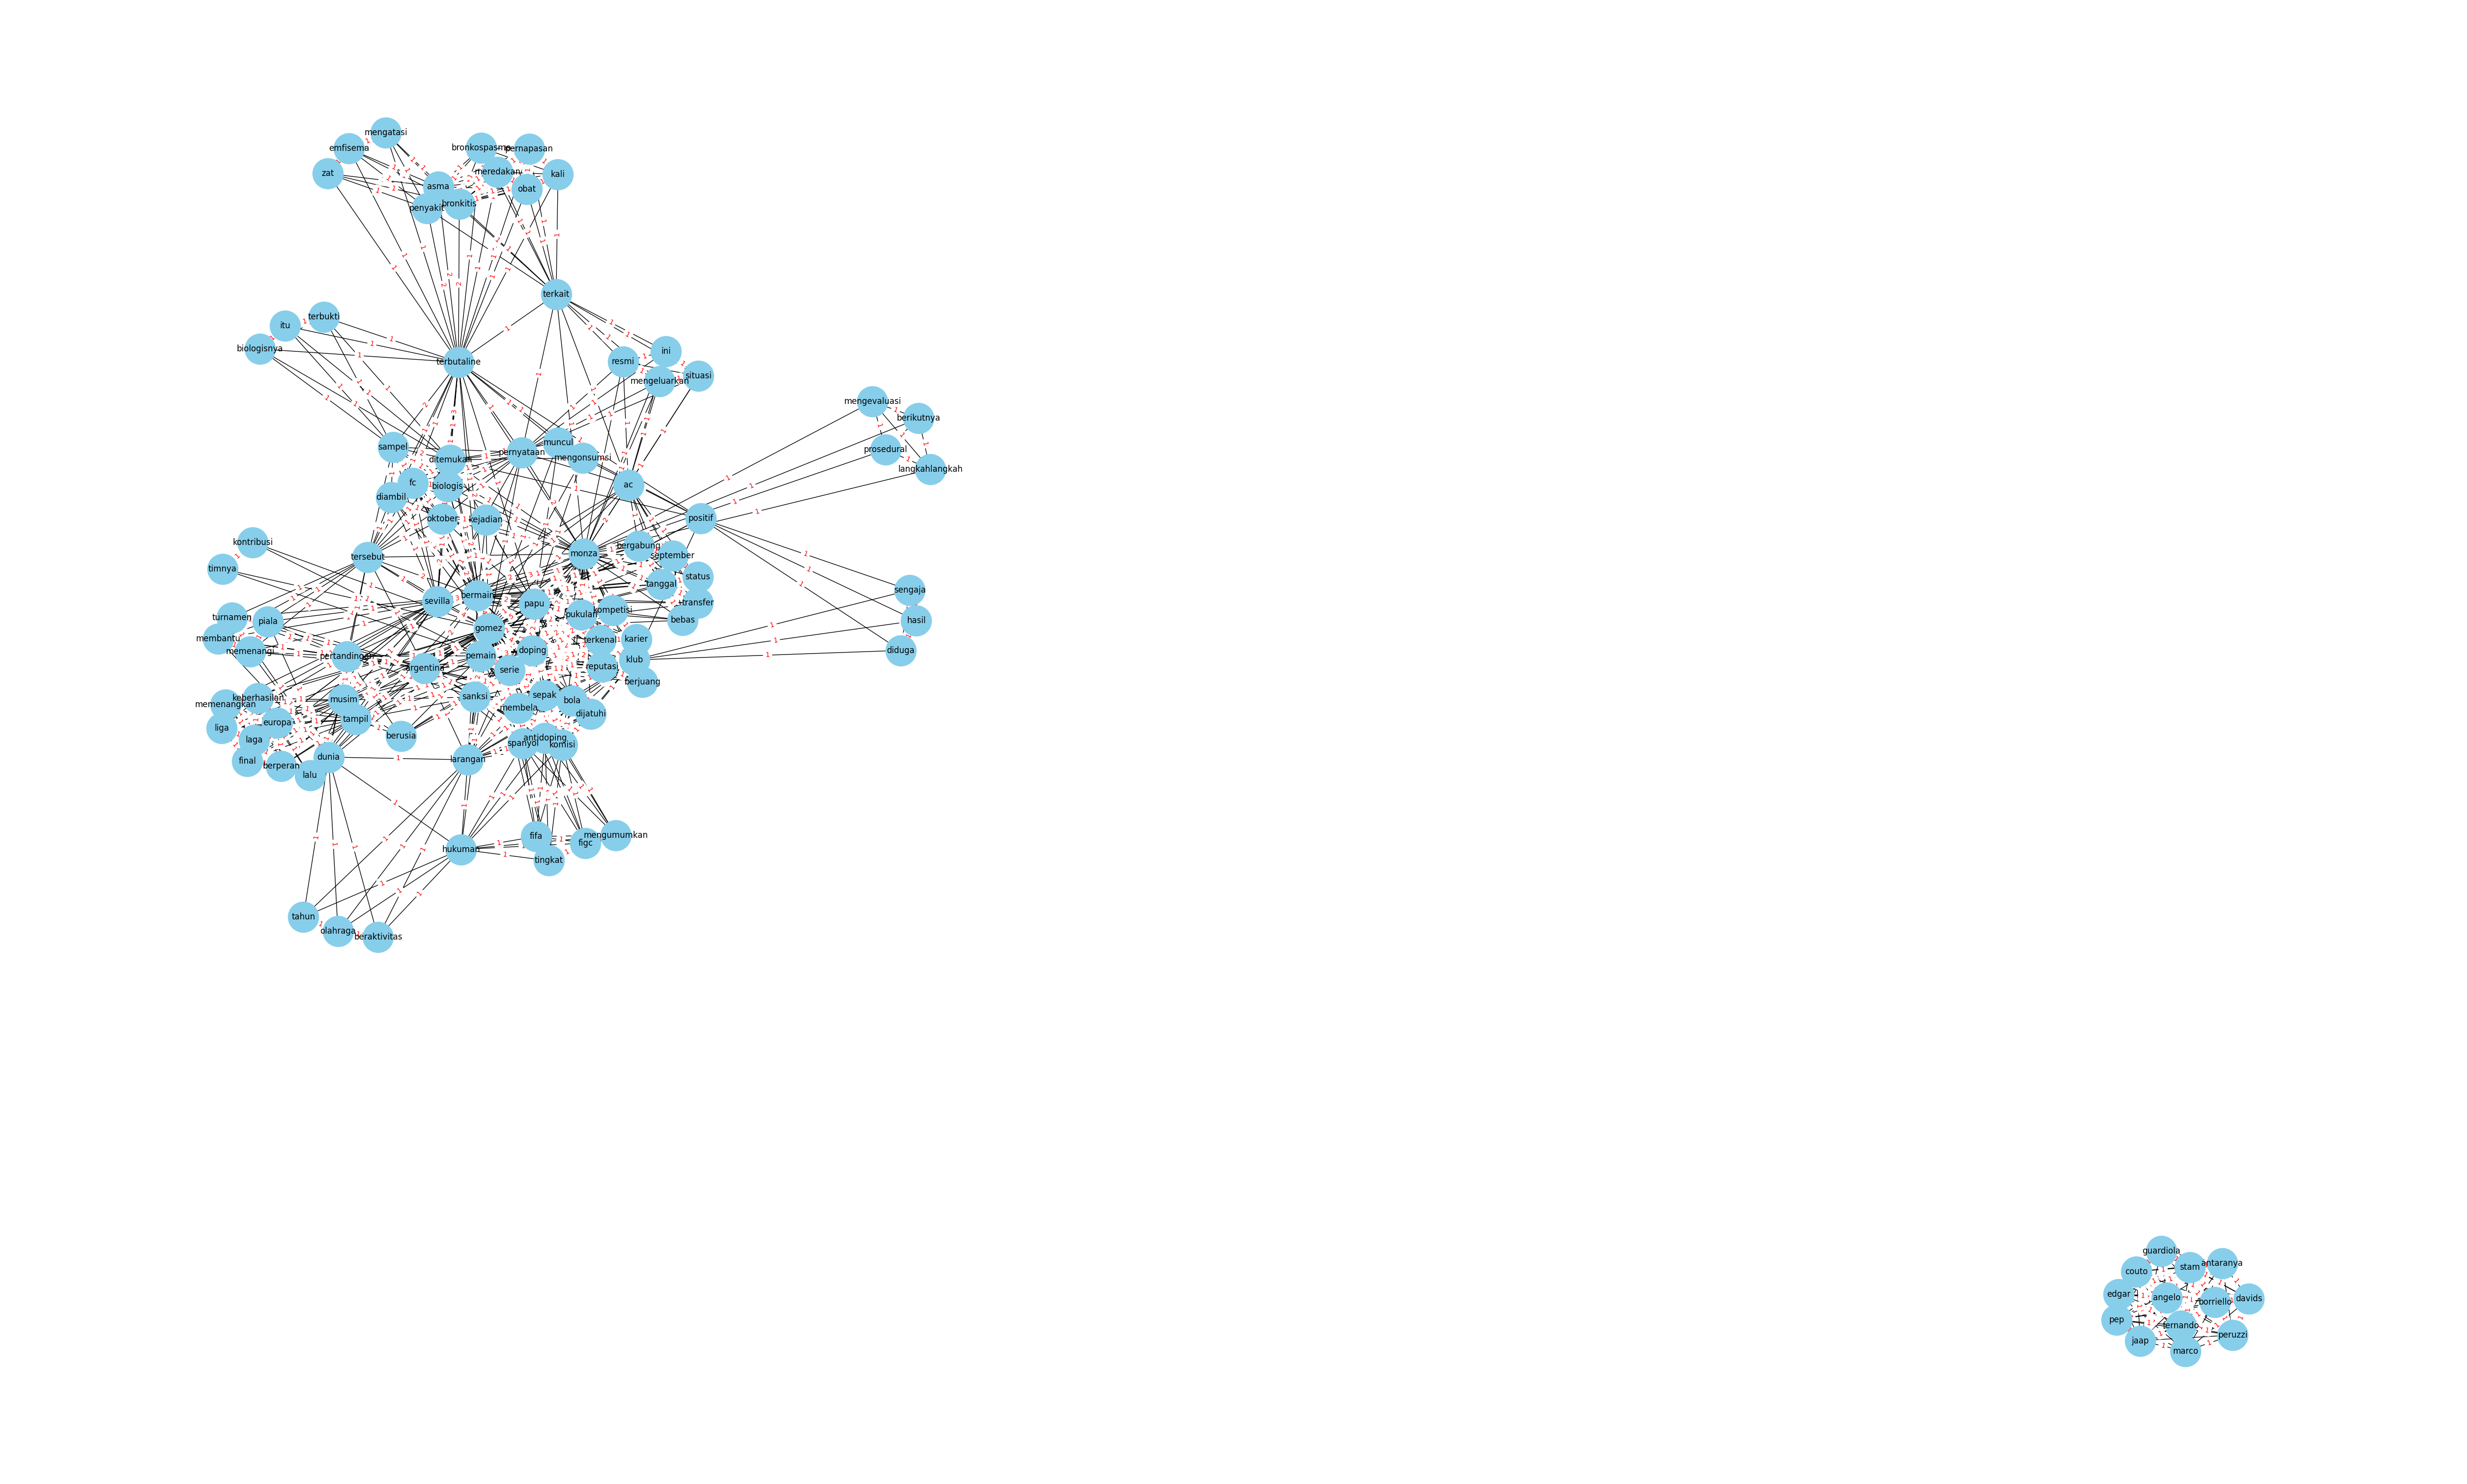 mengatasi
emfisema
bronkospasme
pernapasan
zat
meredakan
kali
asma
obat
penyakit
bronkitis
terkait
terbukti
itu
biologisnya
terbutaline
resmi
ini
mengeluarkan
situasi
mengevaluasi
berikutnya
prosedural
langkahlangkah
sampel
ditemukan
pernyataan
muncul
mengonsumsi
fc
biologis
ac
diambil
oktober
kejadian
positif
kontribusi
timnya
tersebut
monza
bergabung
september
tanggal
status
sengaja
hasil
diduga
turnamen
piala
membantu
memenangi
sevilla
bermain
papu
pukulan
kompetisi
transfer
bebas
gomez
terkenal
karier
klub
pertandingan
argentina
pemain
doping
serie
reputasi
berjuang
keberhasilan
memenangkan
musim
sanksi
sepak
bola
membela
dijatuhi
liga
europa
tampil
laga
berusia
final
berperan
lalu
dunia
larangan
spanyol
antidoping
komisi
fifa
figc
mengumumkan
hukuman
tingkat
tahun
olahraga
beraktivitas
guardiola
couto
stam
antaranya
edgar
angelo
borriello
davids
pep
fernando
peruzzi
jaap
marco